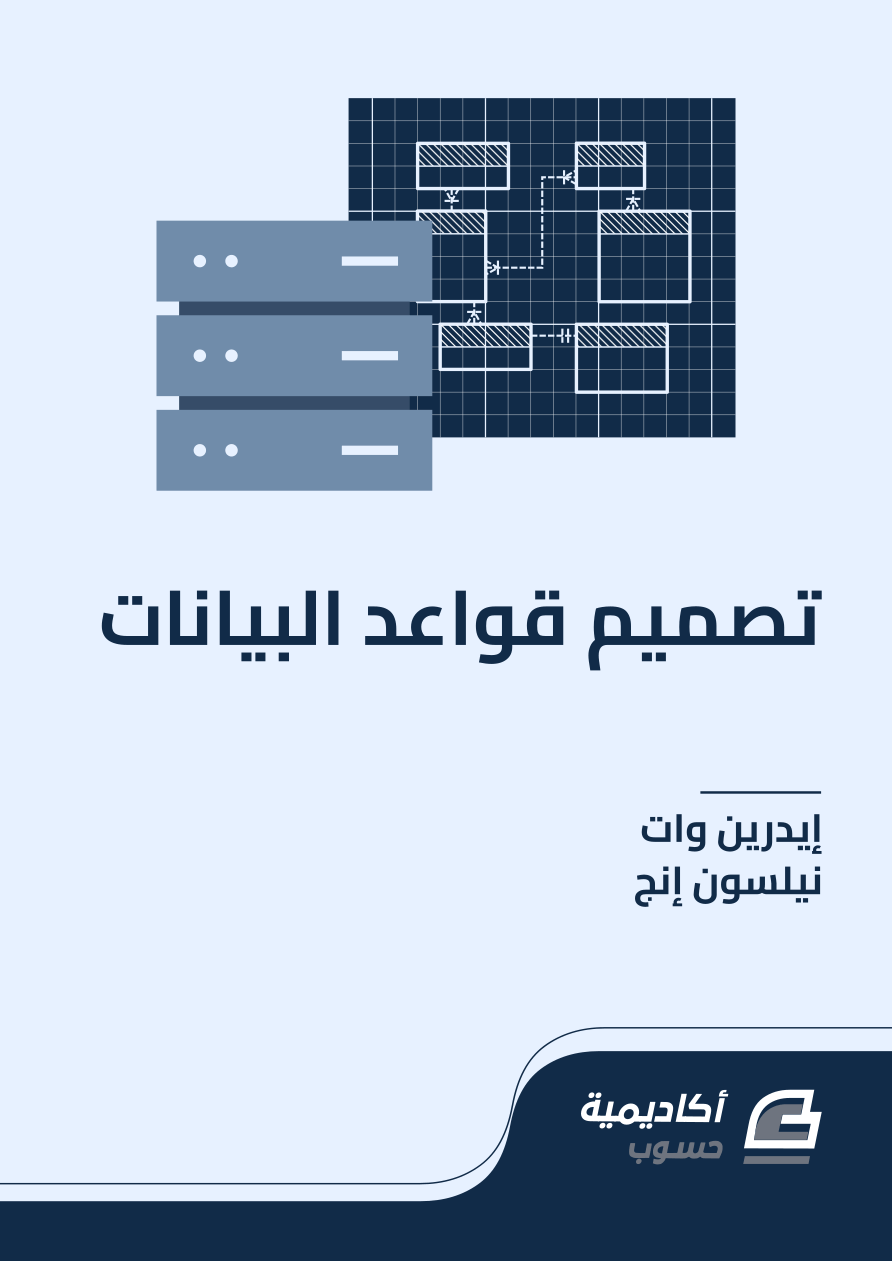 تصميم قواعد البيانات
إيدرين وات
نيلسون إنج
أكاديمية
حسوب